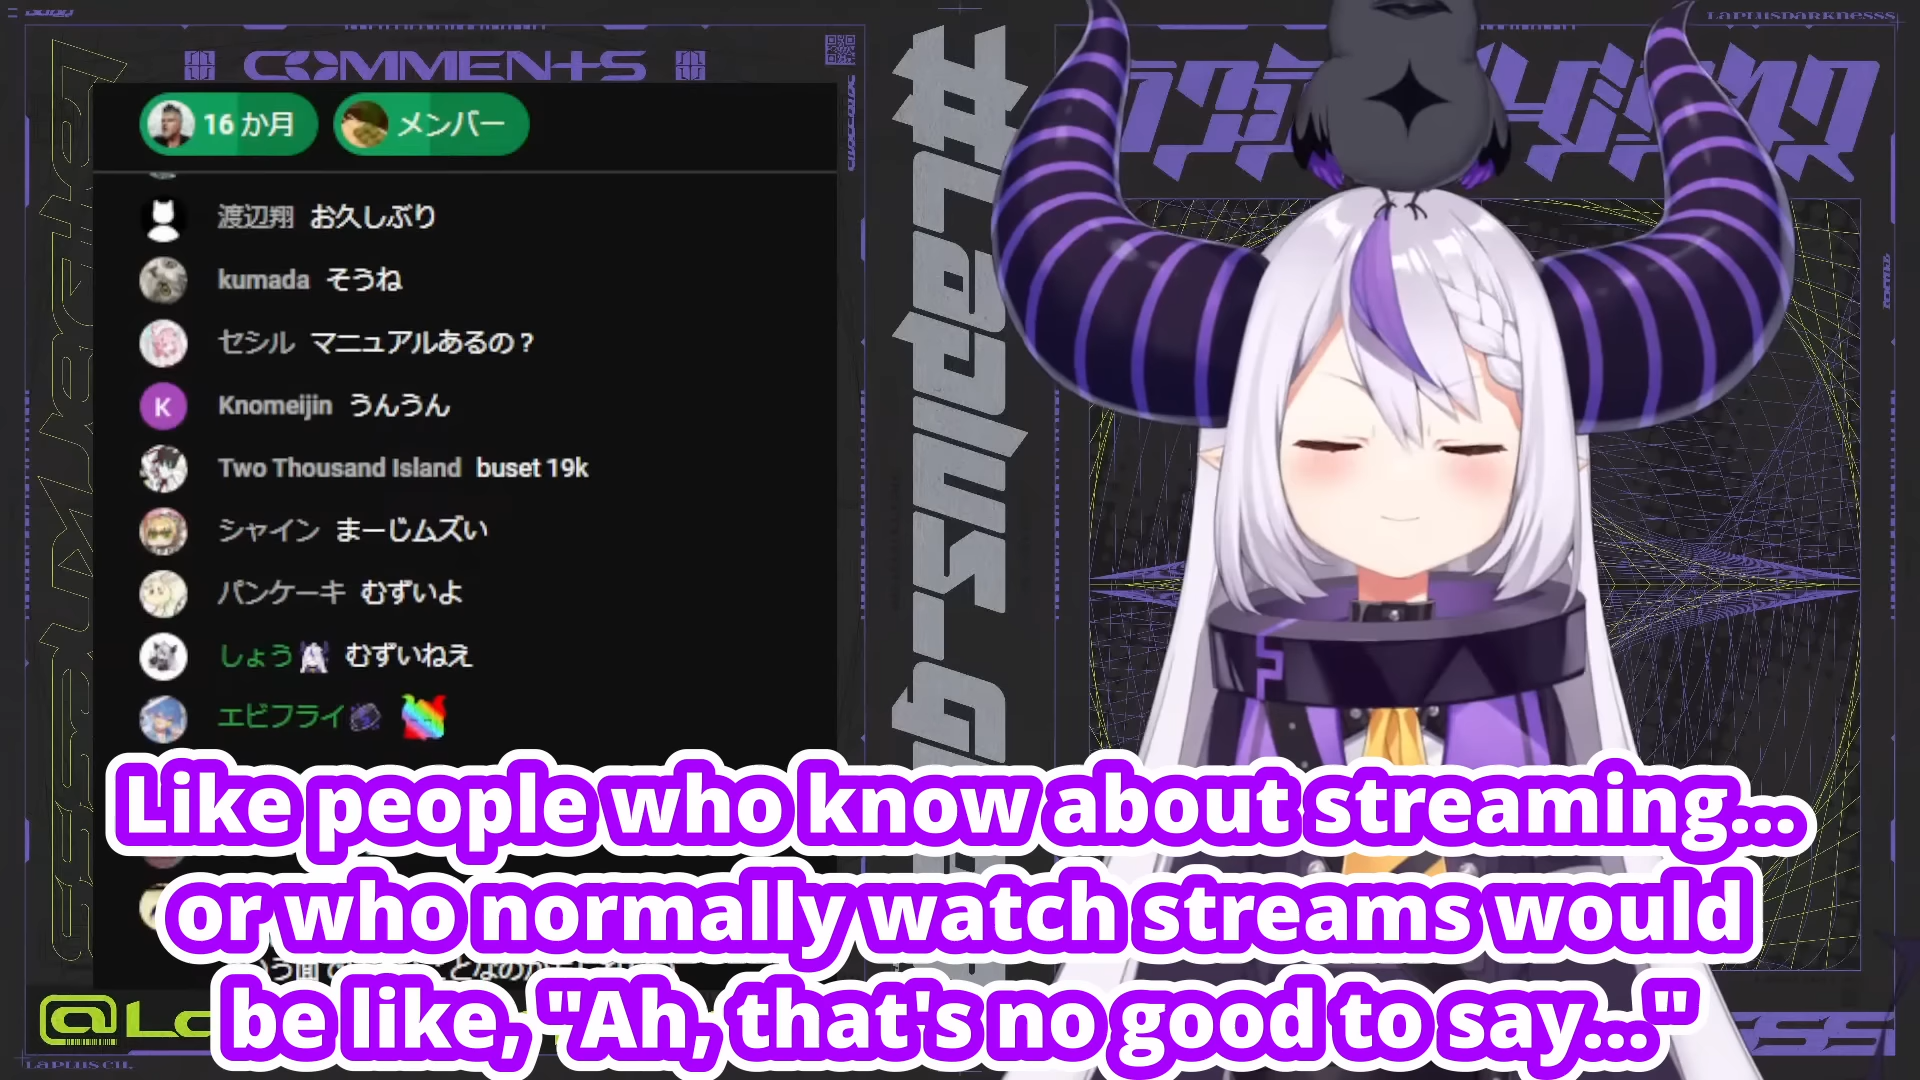 COMMENTS
16 か月 メンバー
渡辺翔 お久しぶり
kumada そうね
セシル マニュアルあるの？
K Knomeijin うんうん
Two Thousand Island buset 19k
シャイン まーじムズい
パンケーキ むずいよ
しょう むずいねえ
エビフライ
LAPLUSDARKNESSS
Like people who know about streaming...
or who normally watch streams would
be like, "Ah, that's no good to say..."